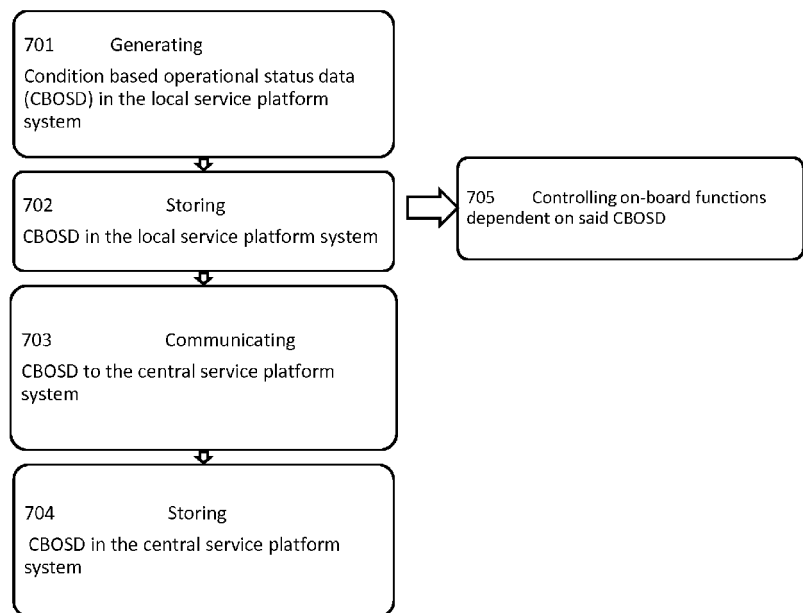 701 Generating
Condition based operational status data
(CBOSD) in the local service platform
system
702 Storing
CBOSD in the local service platform system
705 Controlling on-board functions
dependent on said CBOSD
703 Communicating
CBOSD to the central service platform
system
704 Storing
CBOSD in the central service platform
system